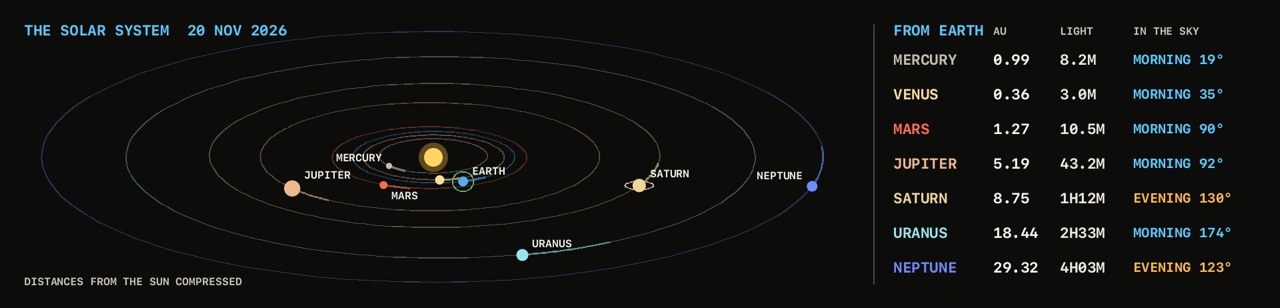 THE SOLAR SYSTEM  20 NOV 2026
MERCURY
JUPITER
MARS
EARTH
SATURN
NEPTUNE
URANUS
DISTANCES FROM THE SUN COMPRESSED
FROM EARTH AU LIGHT IN THE SKY
MERCURY 0.99 8.2M MORNING 19°
VENUS 0.36 3.0M MORNING 35°
MARS 1.27 10.5M MORNING 90°
JUPITER 5.19 43.2M MORNING 92°
SATURN 8.75 1H12M EVENING 130°
URANUS 18.44 2H33M MORNING 174°
NEPTUNE 29.32 4H03M EVENING 123°